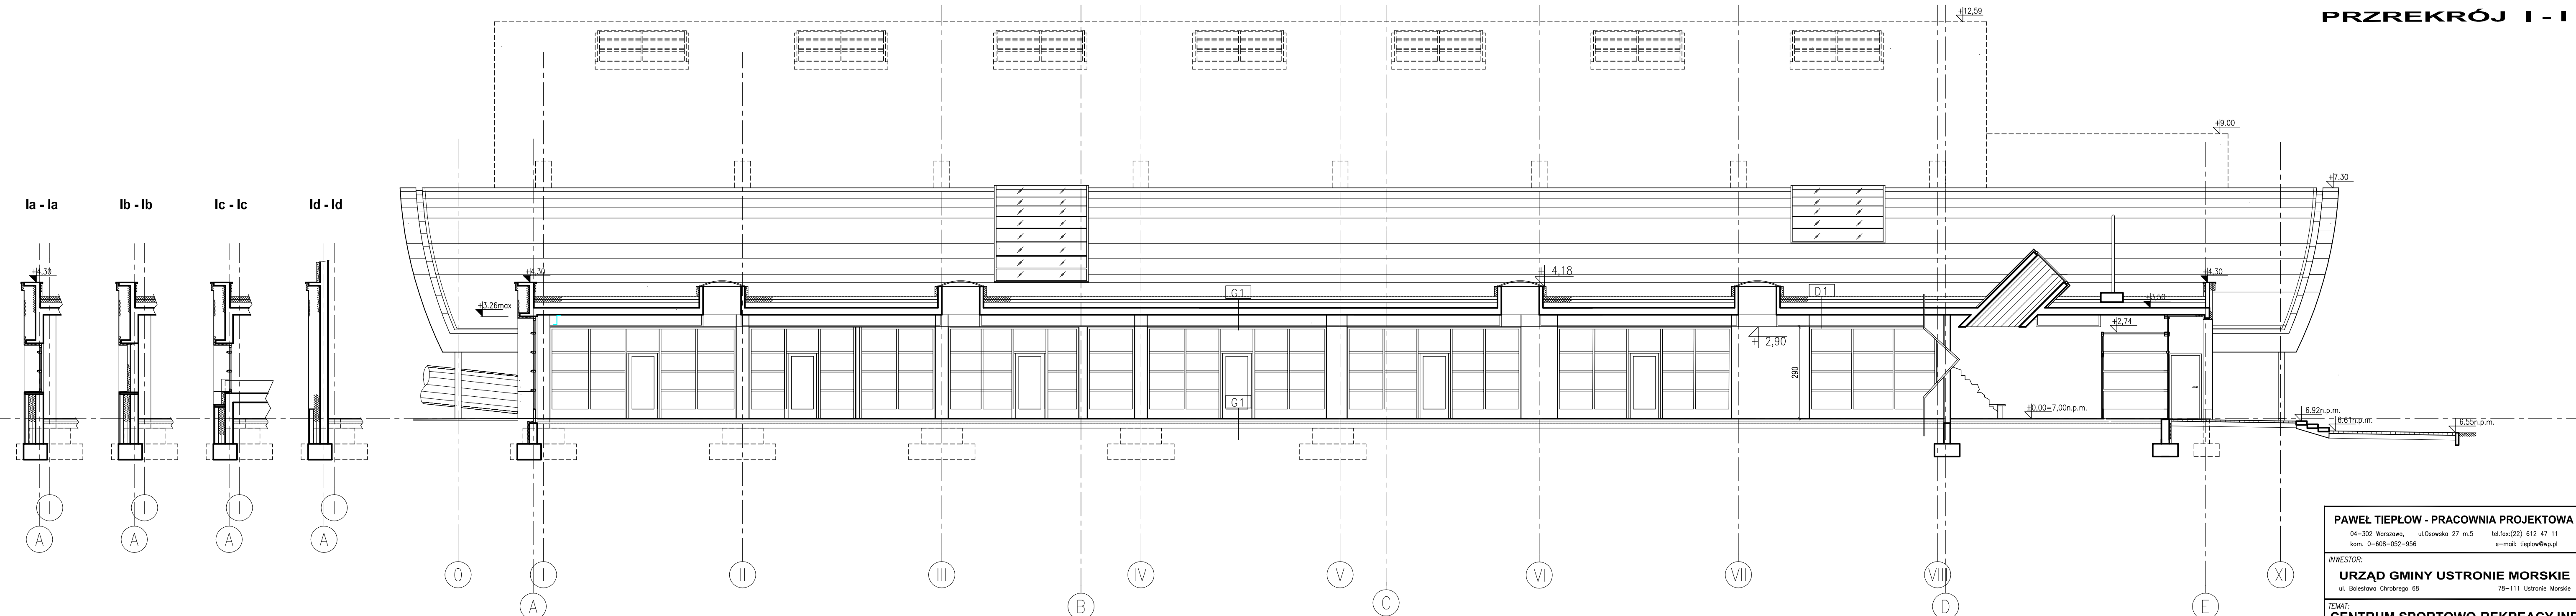 PRZREKRÓJ I - I
+12,59
+9.00
+7.30
Ia - Ia
Ib - Ib
Ic - Ic
Id - Id
+4,30
+4,30
+3.26max
+ 4,18
G1
D1
+4,30
+3,50
+2,74
+ 2,90
290
G1
+0,00=7,00n.p.m.
6.92n.p.m.
6.61n.p.m.
6.55n.p.m.
I
I
I
I
A
A
A
A
0
I
II
III
IV
V
VI
VII
VIII
XI
A
B
C
D
E
PAWEŁ TIEPŁOW - PRACOWNIA PROJEKTOWA
04-302 Warszawa, ul.Osowska 27 m.5 tel.fax:(22) 612 47 11
kom. 0-608-052-956 e-mail: tieplow@wp.pl
INWESTOR:
URZĄD GMINY USTRONIE MORSKIE
ul. Bolesława Chrobrego 68 78-111 Ustronie Morskie
TEMAT: